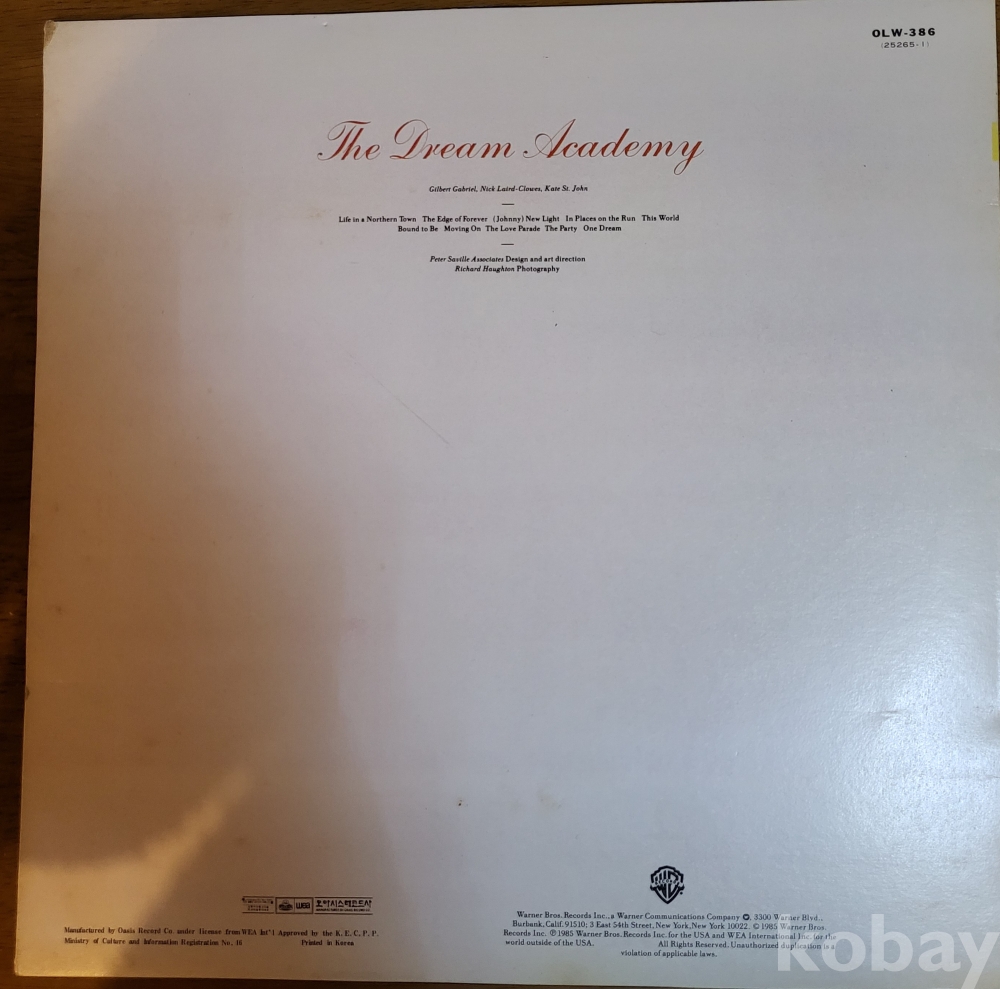 OLW-386
(25265-1)
The Dream Academy
Gilbert Gabriel, Nick Laird-Clowes, Kate St. John
Life in a Northern Town The Edge of Forever (Johnny) New Light In Places on the Run This World
Bound to Be Moving On The Love Parade The Party One Dream
Peter Saville Associates Design and art direction
Richard Haughton Photography
wea
Manufactured by Oasis Record Co. under license from WEA Int'l Approved by the K. E. C. P. P.
Ministry of Culture and Information Registration No. 10
Printed in Korea
Warner Bros. Records Inc., a Warner Communications Company. 3300 Warner Blvd.,
Burbank, Calif. 91510; 3 East 54th Street, New York, New York 10022. © 1985 Warner Bros.
Records Inc. ℗ 1985 Warner Bros. Records Inc. for the USA and WEA International Inc. for the
world outside of the USA. All Rights Reserved. Unauthorized duplication is a
violation of applicable laws.
kobay